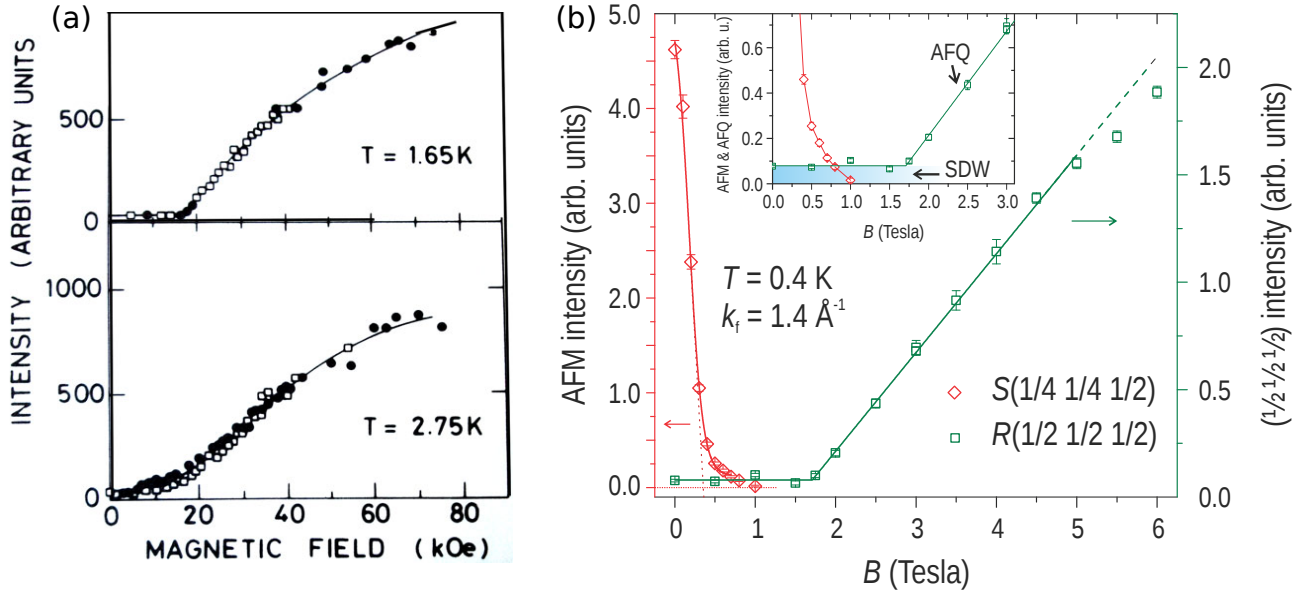 (a)
INTENSITY (ARBITRARY UNITS
500
0
T = 1.65K
1000
500
0
T = 2.75K
0 20 40 60 80
MAGNETIC FIELD (kOe)
(b)
AFM intensity (arb. units)
5.0
4.0
3.0
2.0
1.0
0.0
AFM & AFQ intensity (arb. u.)
0.6
0.4
0.2
0.0
AFQ
SDW
0.0 0.5 1.0 1.5 2.0 2.5 3.0
B (Tesla)
T = 0.4 K
kf = 1.4 Å-1
S(1/4 1/4 1/2)
R(1/2 1/2 1/2)
2.0
1.5
1.0
0.5
0.0
(½ ½ ½) intensity (arb. units)
0 1 2 3 4 5 6
B (Tesla)